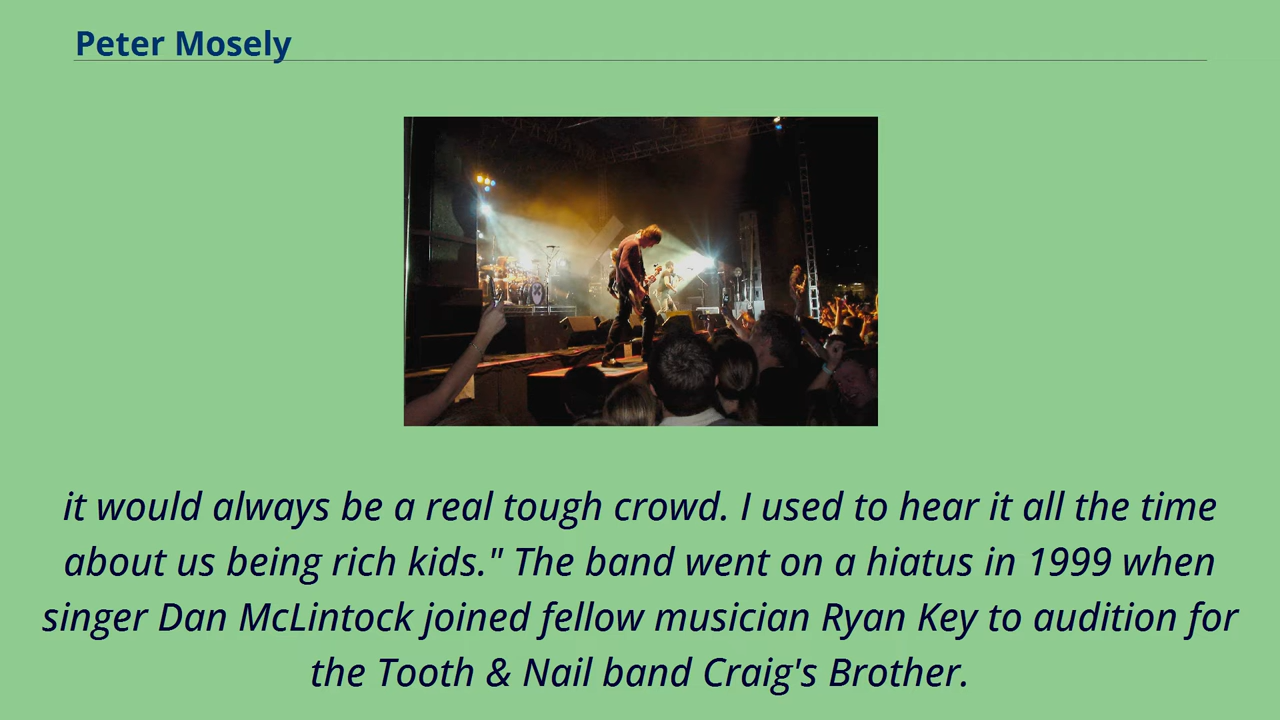 Peter Mosely
it would always be a real tough crowd. I used to hear it all the time
about us being rich kids." The band went on a hiatus in 1999 when
singer Dan McLintock joined fellow musician Ryan Key to audition for
the Tooth & Nail band Craig's Brother.